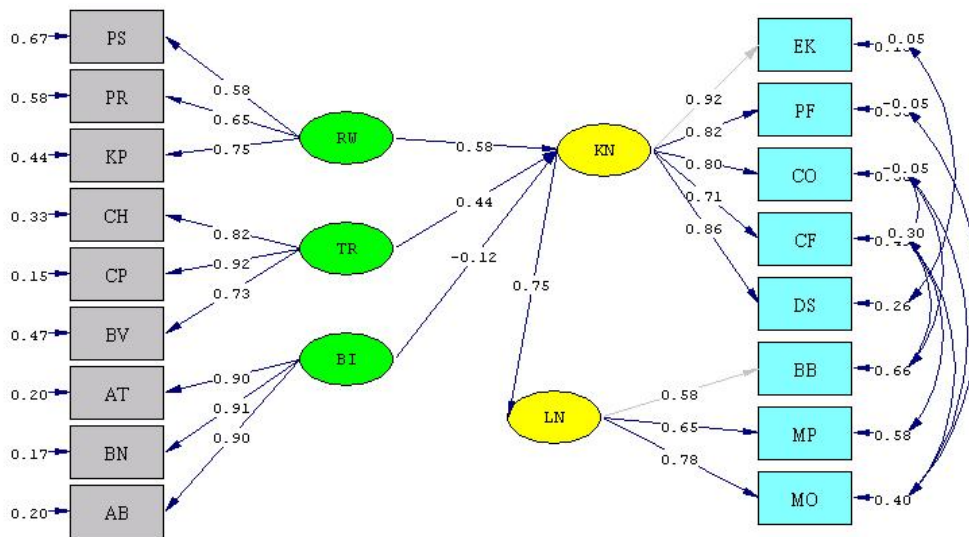 0.67 PS
0.58 PR
0.44 KP
0.33 CH
0.15 CP
0.47 BV
0.20 AT
0.17 BN
0.20 AB
0.58
0.65
0.75
0.82
0.92
0.73
0.90
0.91
0.90
RW
TR
BI
0.58
0.44
-0.12
KN
0.75
LN
0.92
0.82
0.80
0.71
0.86
0.58
0.65
0.78
EK 0.05
PF -0.05
CO -0.05
CF 0.30
DS 0.26
BB 0.66
MP 0.58
MO 0.40